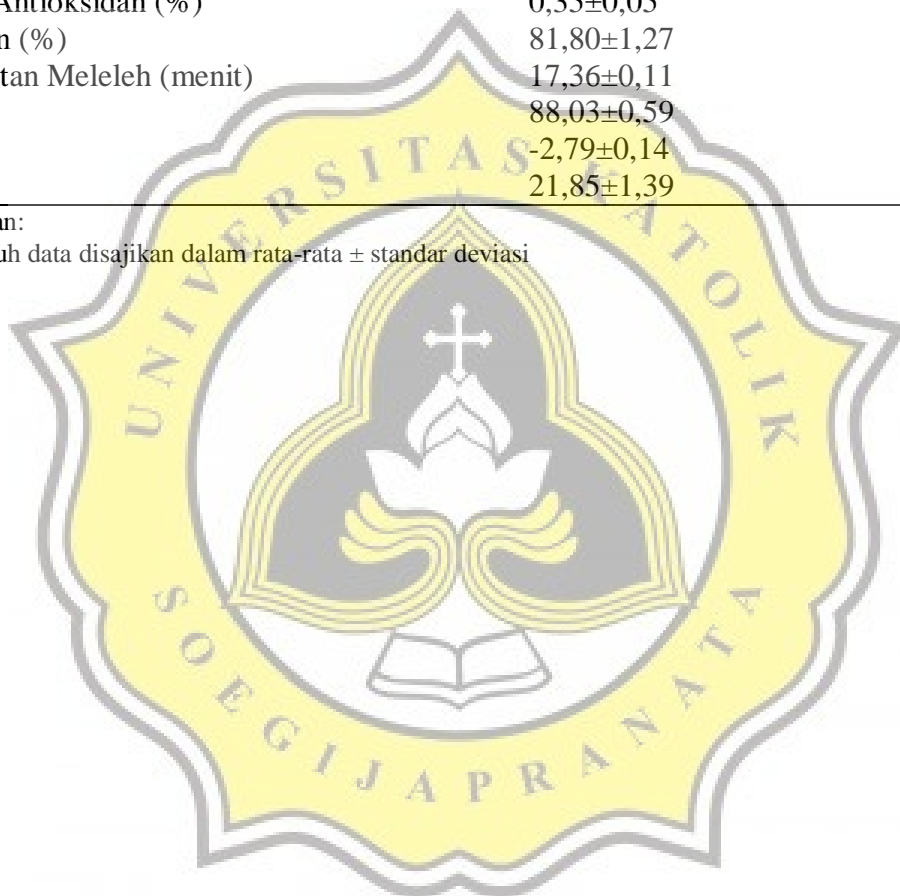 Antioksidan (%) 0,35±0,05
n (%) 81,80±1,27
tan Meleleh (menit) 17,36±0,11
88,03±0,59
-2,79±0,14
21,85±1,39
an:
uh data disajikan dalam rata-rata ± standar deviasi
UNIVERSITAS KATOLIK
SOEGIJAPRANATA